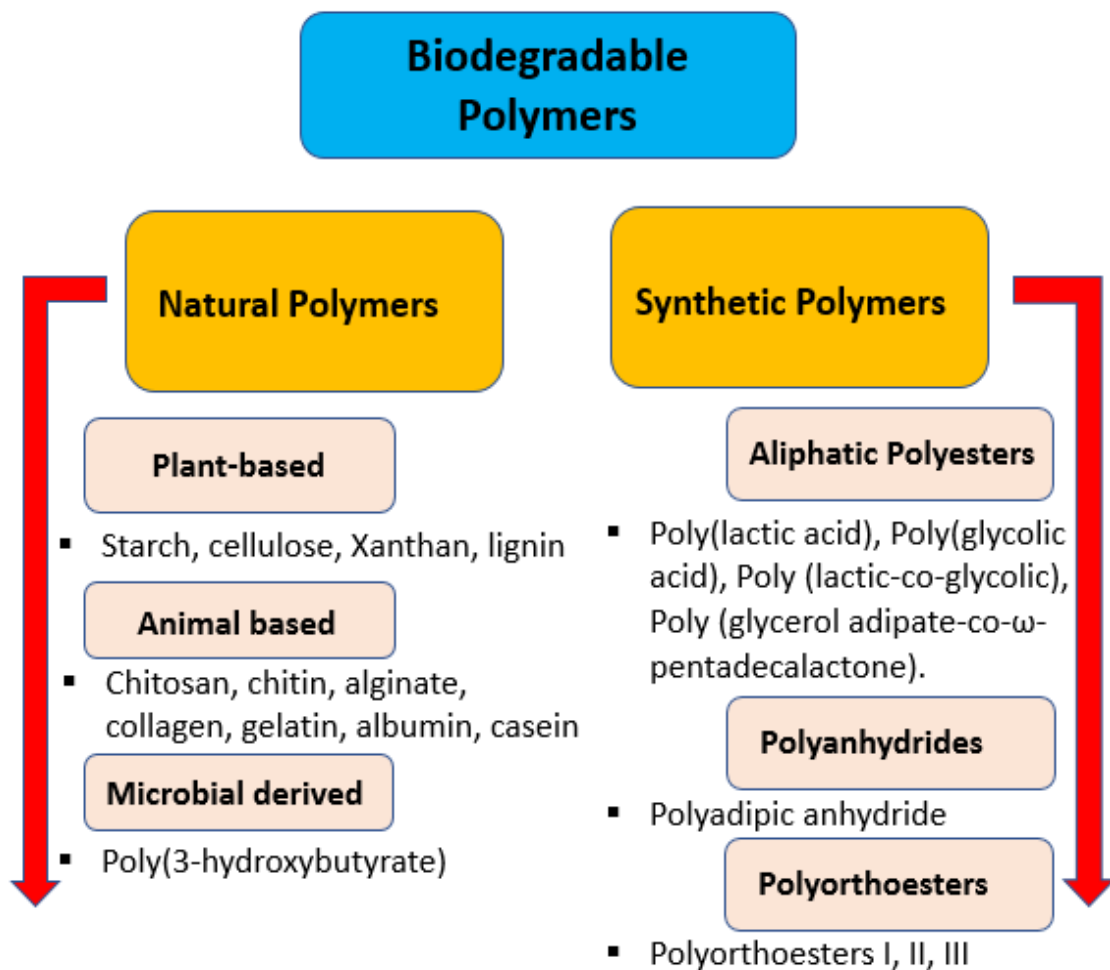 Biodegradable
Polymers
Natural Polymers
Plant-based
▪ Starch, cellulose, Xanthan, lignin
Animal based
▪ Chitosan, chitin, alginate,
collagen, gelatin, albumin, casein
Microbial derived
▪ Poly(3-hydroxybutyrate)
Synthetic Polymers
Aliphatic Polyesters
▪ Poly(lactic acid), Poly(glycolic
acid), Poly (lactic-co-glycolic),
Poly (glycerol adipate-co-ω-
pentadecalactone).
Polyanhydrides
▪ Polyadipic anhydride
Polyorthoesters
▪ Polyorthoesters I, II, III